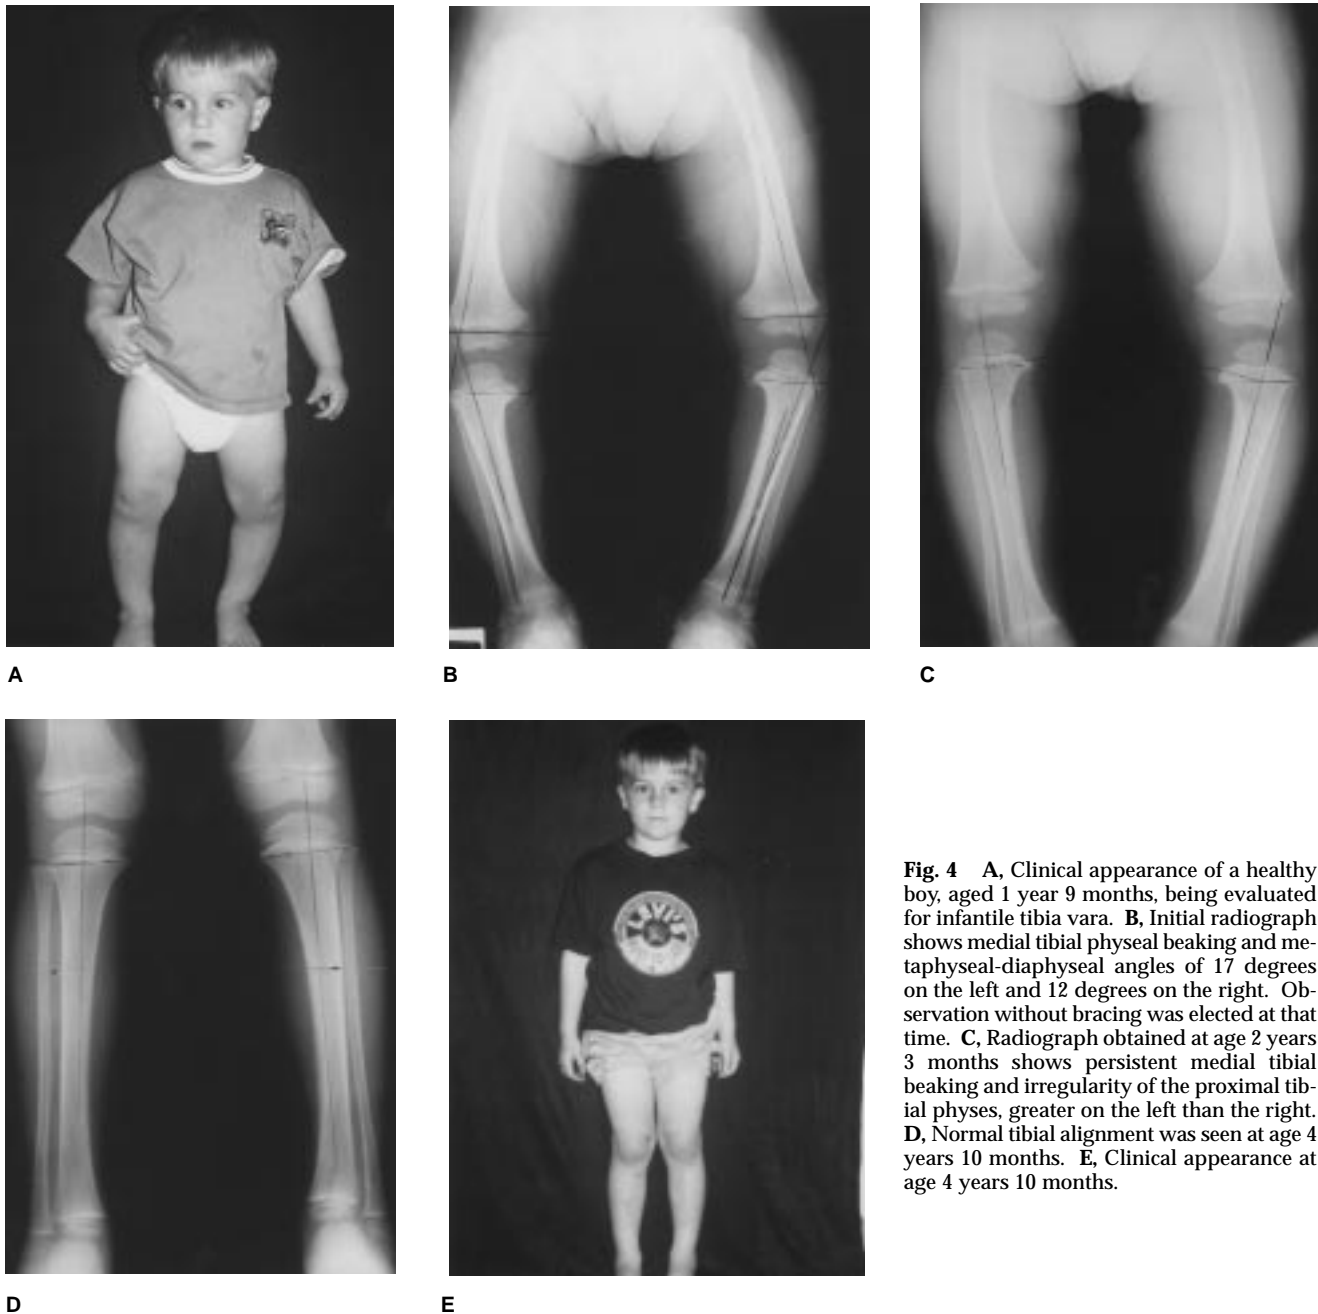 A
B
C
D
E
Fig. 4 A, Clinical appearance of a healthy
boy, aged 1 year 9 months, being evaluated
for infantile tibia vara. B, Initial radiograph
shows medial tibial physeal beaking and me-
taphyseal-diaphyseal angles of 17 degrees
on the left and 12 degrees on the right. Ob-
servation without bracing was elected at that
time. C, Radiograph obtained at age 2 years
3 months shows persistent medial tibial
beaking and irregularity of the proximal tib-
ial physes, greater on the left than the right.
D, Normal tibial alignment was seen at age 4
years 10 months. E, Clinical appearance at
age 4 years 10 months.